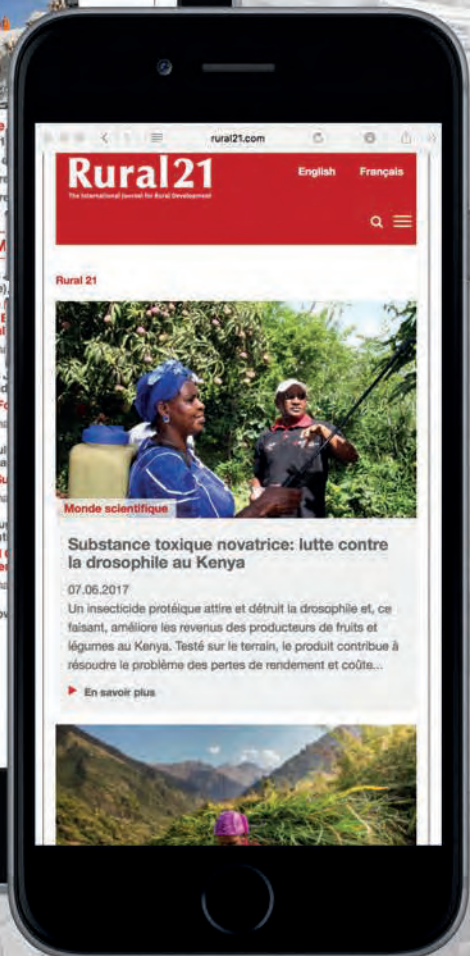 rural21.com
Rural21
The International Journal for Rural Development
English Français
Rural 21
Monde scientifique
Substance toxique novatrice: lutte contre
la drosophile au Kenya
07.06.2017
Un insecticide protéique attire et détruit la drosophile et, ce
faisant, améliore les revenus des producteurs de fruits et
légumes au Kenya. Testé sur le terrain, le produit contribue à
résoudre le problème des pertes de rendement et coûte...
En savoir plus